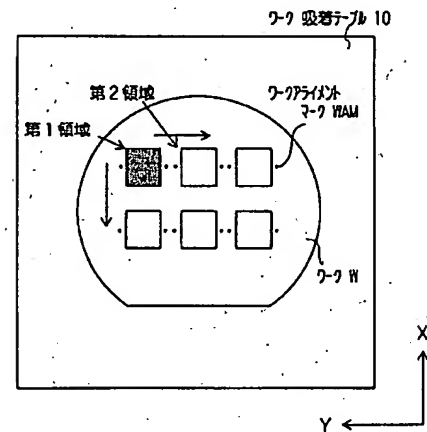 ワーク 吸着テーブル 10
第2領域
ワークアライメント
マーク WAM
第1領域
ワーク W
X
Y